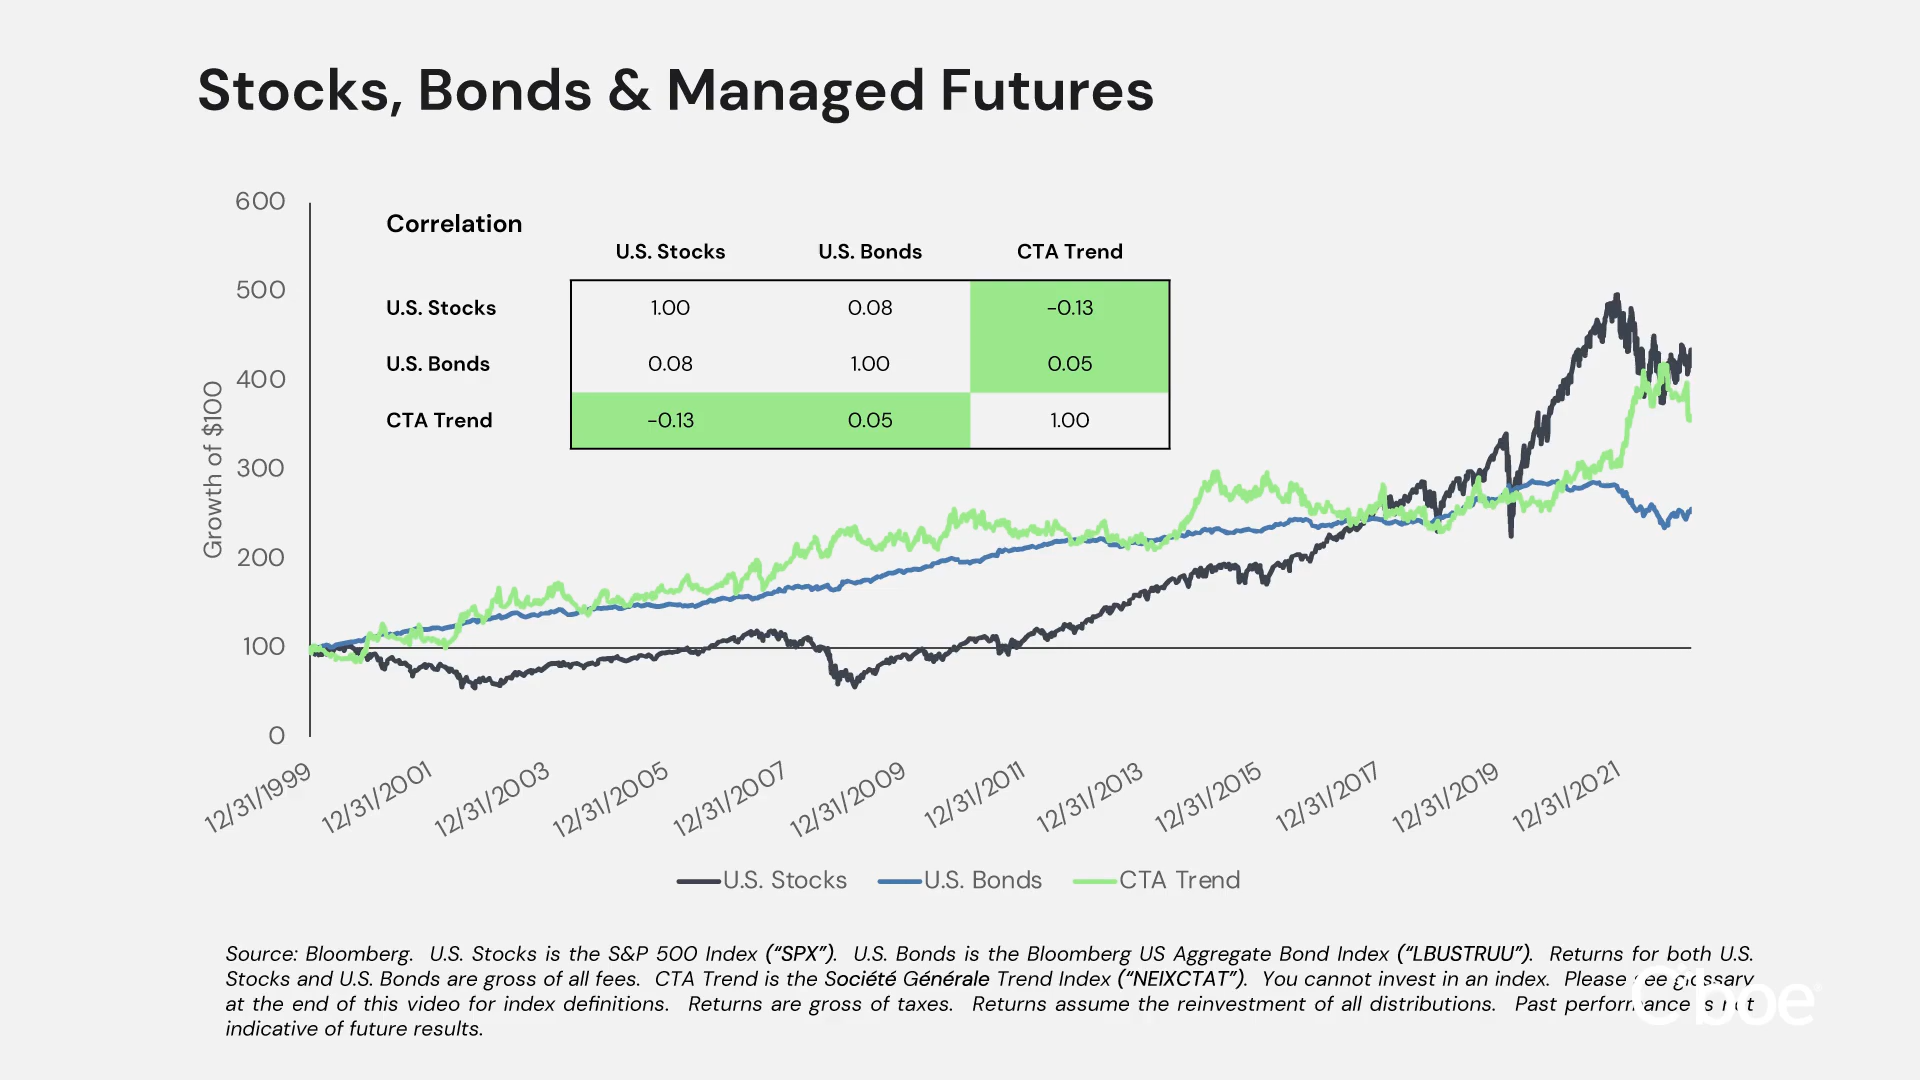 Stocks, Bonds & Managed Futures
600
500
400
300
200
100
0
Growth of $100
Correlation
U.S. Stocks U.S. Bonds CTA Trend
U.S. Stocks 1.00 0.08 -0.13
U.S. Bonds 0.08 1.00 0.05
CTA Trend -0.13 0.05 1.00
12/31/1999 12/31/2001 12/31/2003 12/31/2005 12/31/2007 12/31/2009 12/31/2011 12/31/2013 12/31/2015 12/31/2017 12/31/2019 12/31/2021
U.S. Stocks U.S. Bonds CTA Trend
Source: Bloomberg. U.S. Stocks is the S&P 500 Index (“SPX”). U.S. Bonds is the Bloomberg US Aggregate Bond Index (“LBUSTRUU”). Returns for both U.S.
Stocks and U.S. Bonds are gross of all fees. CTA Trend is the Société Générale Trend Index (“NEIXCTAT”). You cannot invest in an index. Please see glossary
at the end of this video for index definitions. Returns are gross of taxes. Returns assume the reinvestment of all distributions. Past performance is not
indicative of future results.
Cboe